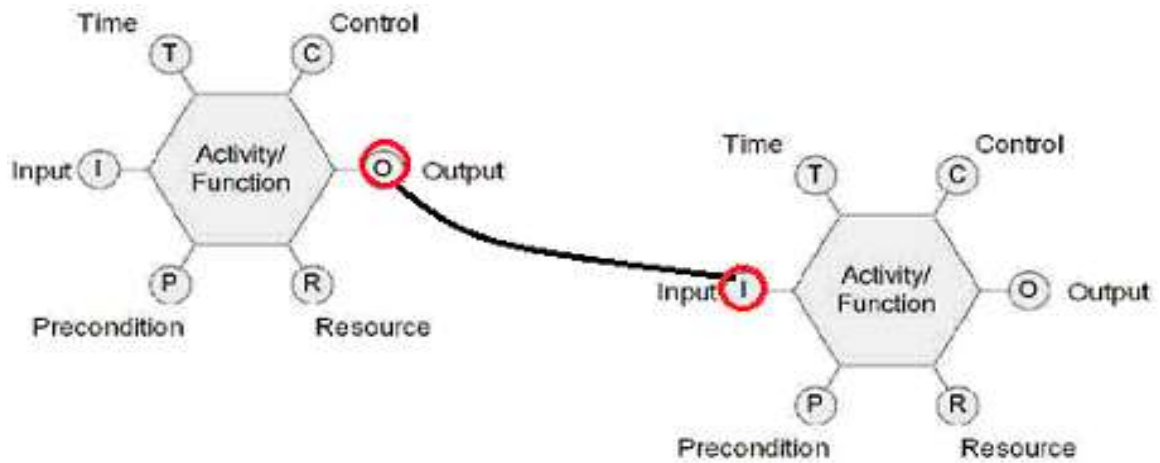 Time Control
T C
Input I Activity/ Function O Output
P R
Precondition Resource
Time Control
T C
Input I Activity/ Function O Output
P R
Precondition Resource